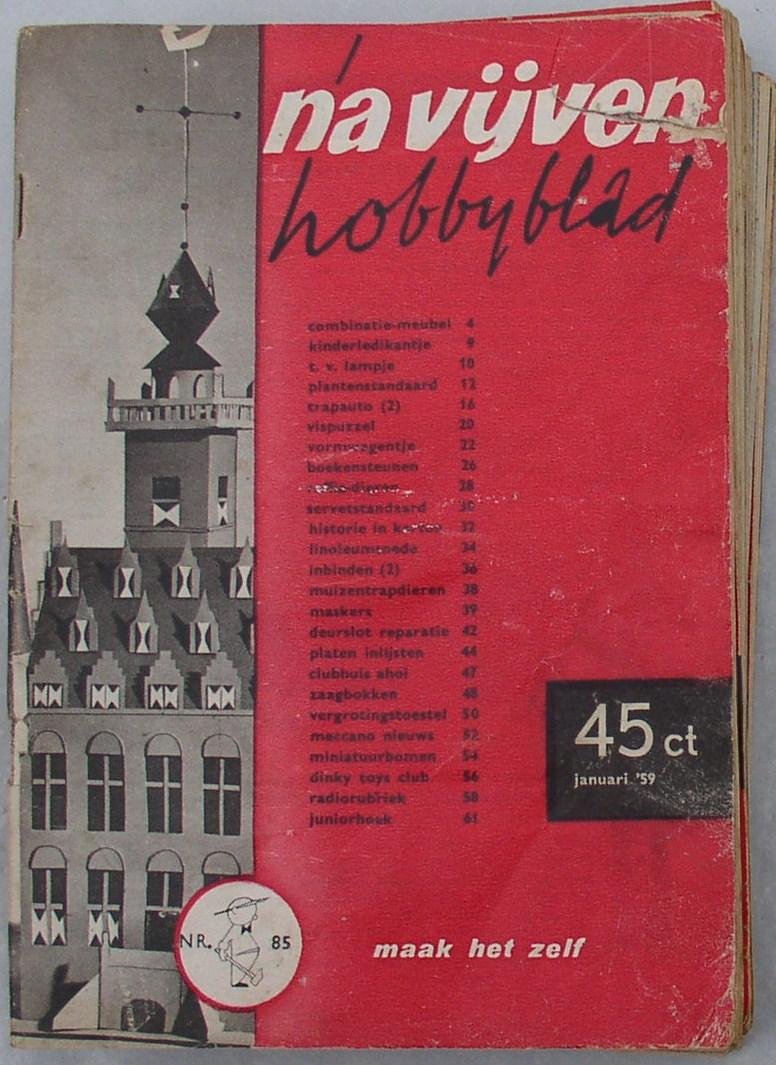 na vijven
hobbyblad
combinatie-meubel 4
kinderledikantje 9
t. v. lampje 10
plantenstandaard 12
trapauto (2) 16
vispuzzel 20
22
boekensteunen 26
28
servetstandaard 30
historie in 32
linoleumsnede 34
inbinden (2) 36
muizentrapdieren 38
maskers 39
deurslot reparatie 42
platen inlijsten 44
clubhuis ahoi 47
zaagbokken 48
vergrotingstoestel 50
meccano nieuws 52
miniatuurbomen 54
dinky toys club 56
radiorubriek 58
juniorhoek 61
45 ct
januari '59
NR. 85
maak het zelf